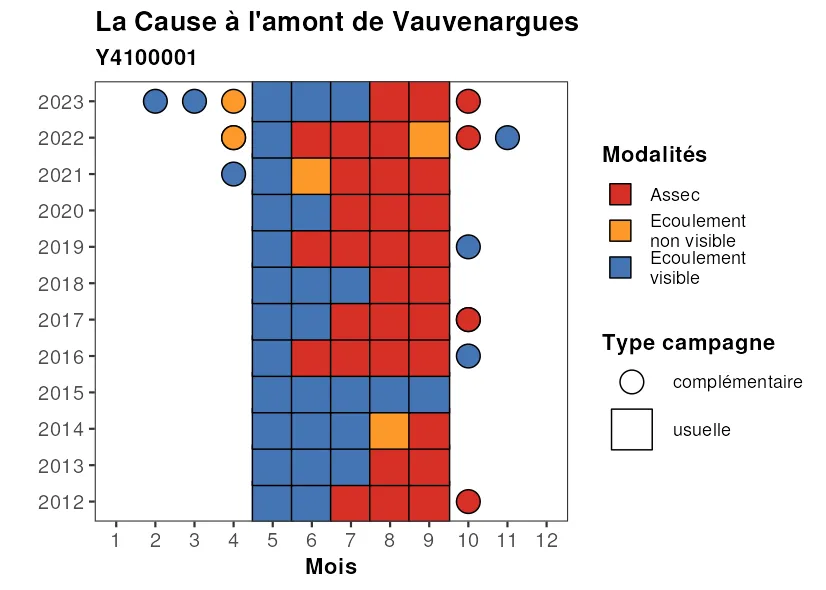 La Cause à l'amont de Vauvenargues
Y4100001
2023
2022
2021
2020
2019
2018
2017
2016
2015
2014
2013
2012
1 2 3 4 5 6 7 8 9 10 11 12
Mois
Modalités
Assec
Ecoulement
non visible
Ecoulement
visible
Type campagne
complémentaire
usuelle